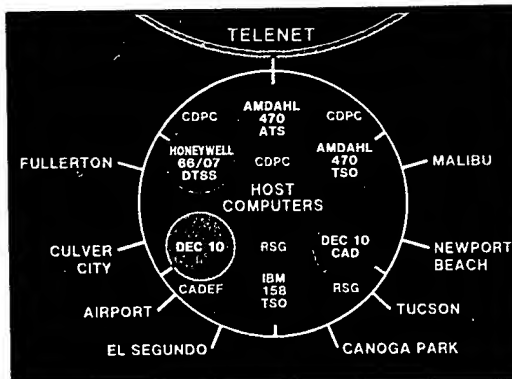 TELENET
CDPC
AMDAHL
470
ATS
CDPC
HONEYWELL
66/07
DTSS
CDPC
AMDAHL
470
TSO
FULLERTON
MALIBU
HOST
COMPUTERS
DEC 10
RSG
DEC 10
CAD
CULVER
CITY
NEWPORT
BEACH
CADEF
IBM
158
TSO
RSG
AIRPORT
TUCSON
EL SEGUNDO
CANOGA PARK